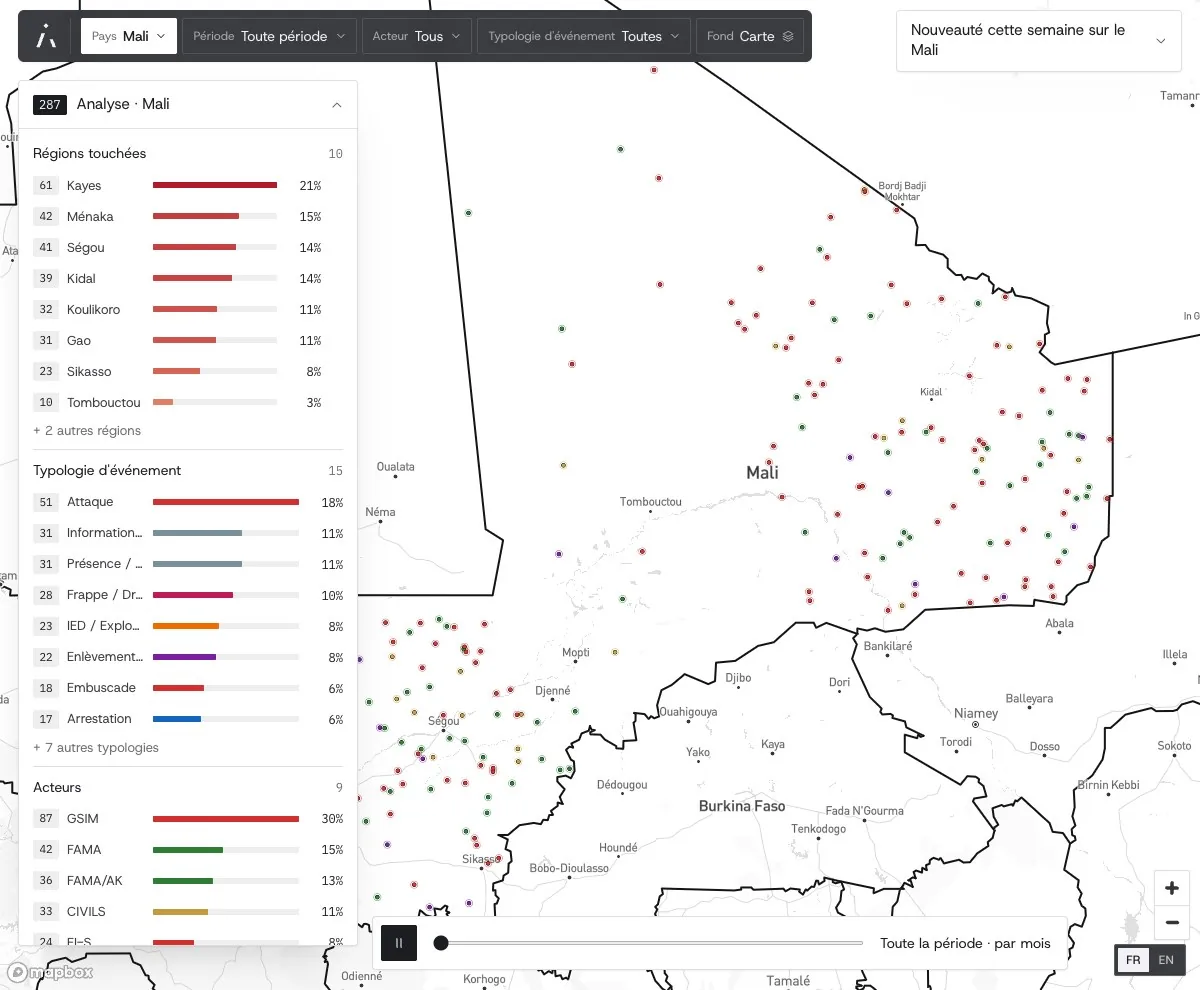 Pays Mali
Période Toute période
Acteur Tous
Typologie d'événement Toutes
Fond Carte
Nouveauté cette semaine sur le
Mali
287 Analyse · Mali
Régions touchées 10
61 Kayes 21%
42 Ménaka 15%
41 Ségou 14%
39 Kidal 14%
32 Koulikoro 11%
31 Gao 11%
23 Sikasso 8%
10 Tombouctou 3%
+ 2 autres régions
Typologie d'événement 15
51 Attaque 18%
31 Information... 11%
31 Présence / ... 11%
28 Frappe / Dr... 10%
23 IED / Explo... 8%
22 Enlèvement... 8%
18 Embuscade 6%
17 Arrestation 6%
+ 7 autres typologies
Acteurs 9
87 GSIM 30%
42 FAMA 15%
36 FAMA/AK 13%
33 CIVILS 11%
24 EI-S 8%
Tamanr
Bordj Badji
Mokhtar
In G
Kidal
Oualata
Mali
Tombouctou
Néma
Abala
Bankilaré
Mopti
Illela
Djibo
Dori
Djenné
Balleyara
Ouahigouya
Niamey
Ségou
Torodi
Dosso
Sokoto
Yako
Kaya
Dédougou
Birnin Kebbi
Burkina Faso
Fada N'Gourma
Tenkodogo
Houndé
Sikasso
Bobo-Dioulasso
Toute la période · par mois
FR EN
mapbox
Odienné
Korhogo
Tamalé